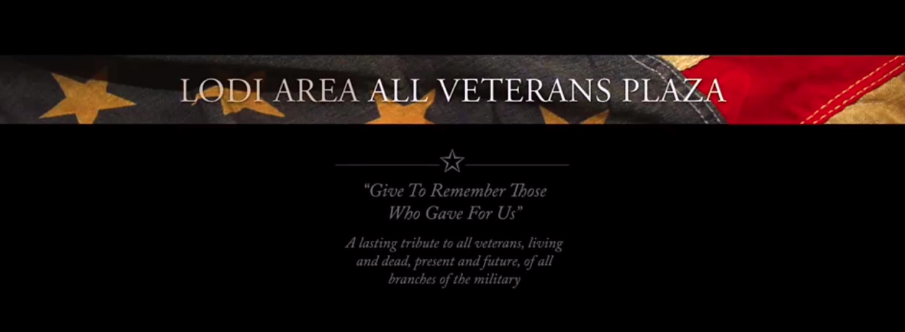 LODI AREA ALL VETERANS PLAZA
“Give To Remember Those
Who Gave For Us”
A lasting tribute to all veterans, living
and dead, present and future, of all
branches of the military